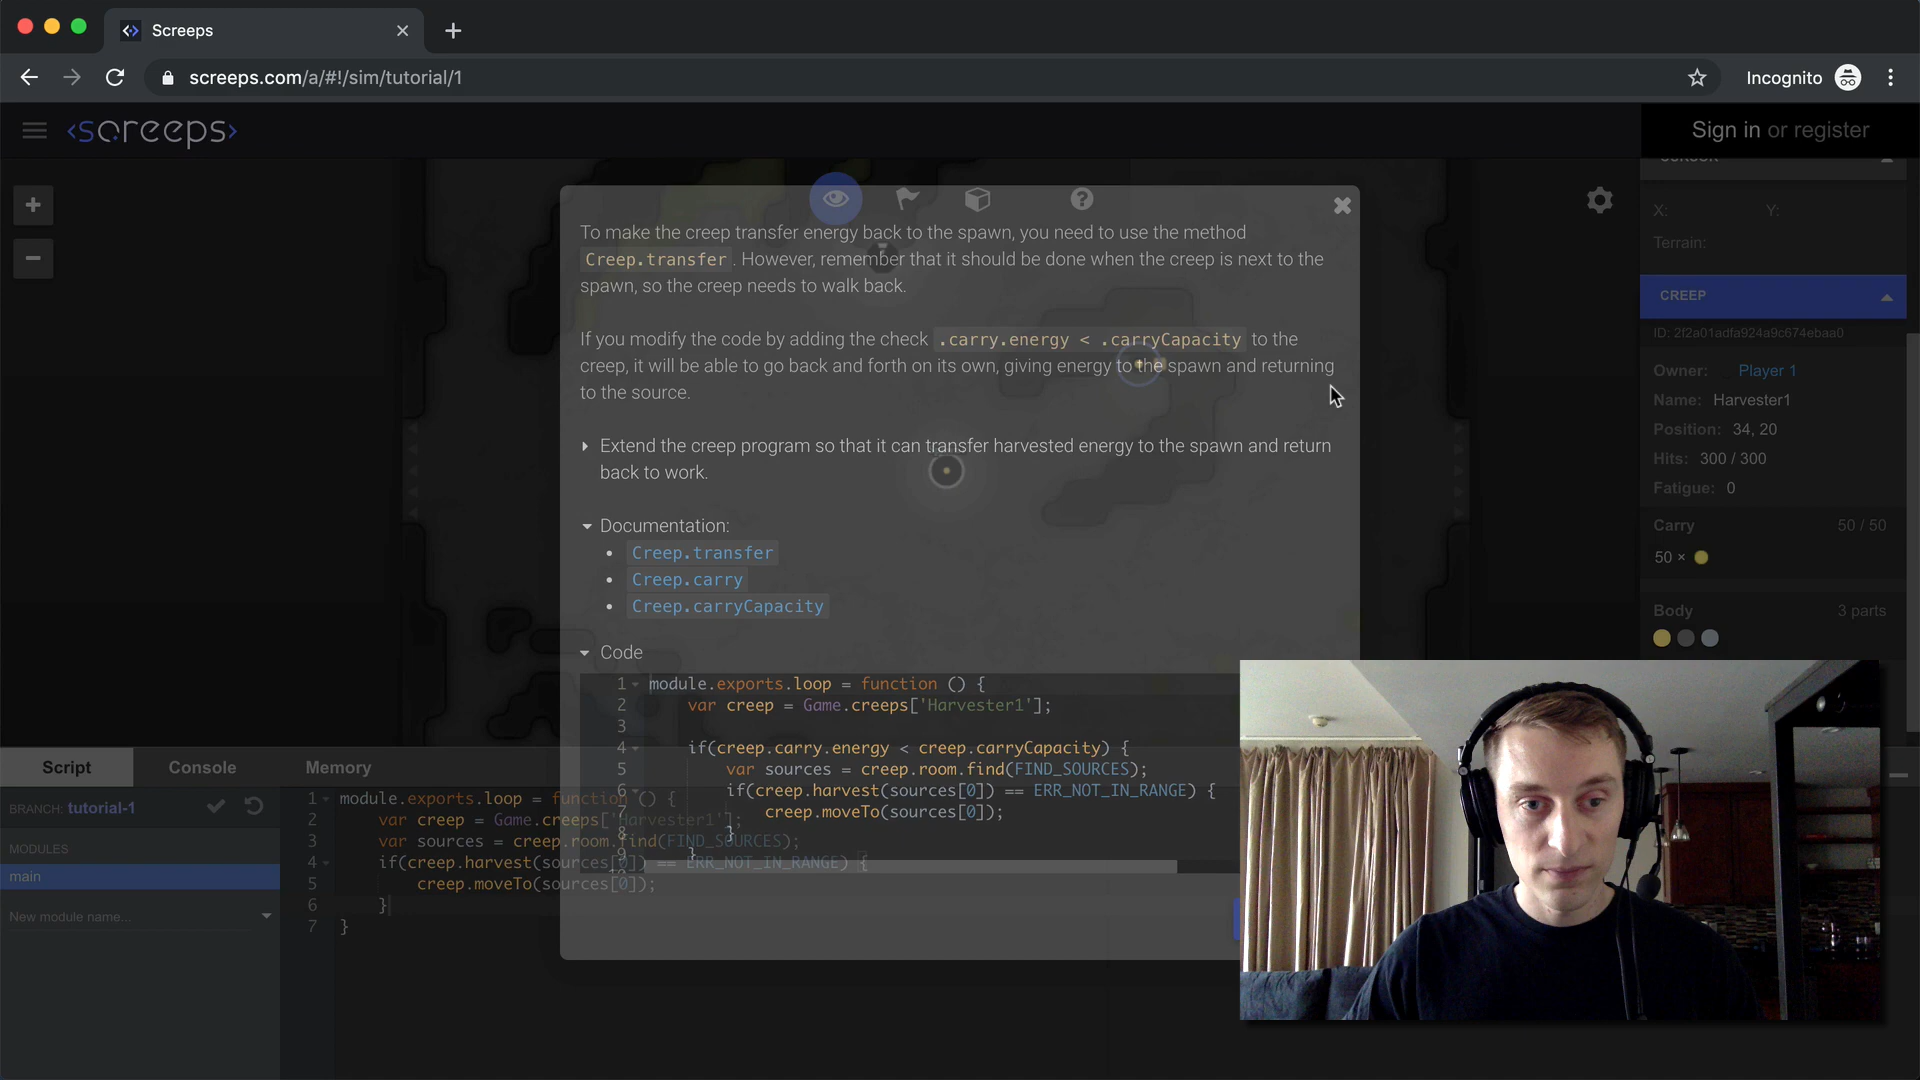 Screeps
screeps.com/a/#!/sim/tutorial/1
Incognito
<screeps>
Sign in or register
X: Y:
Terrain:
CREEP
ID: 2f2a01adfa924a9c674ebaa0
Owner: Player 1
Name: Harvester1
Position: 34, 20
Hits: 300 / 300
Fatigue: 0
Carry 50 / 50
50 ×
Body 3 parts
To make the creep transfer energy back to the spawn, you need to use the method
Creep.transfer . However, remember that it should be done when the creep is next to the
spawn, so the creep needs to walk back.
If you modify the code by adding the check .carry.energy < .carryCapacity to the
creep, it will be able to go back and forth on its own, giving energy to the spawn and returning
to the source.
Extend the creep program so that it can transfer harvested energy to the spawn and return
back to work.
Documentation:
Creep.transfer
Creep.carry
Creep.carryCapacity
Code
1 module.exports.loop = function () {
2 var creep = Game.creeps['Harvester1'];
3
4 if(creep.carry.energy < creep.carryCapacity) {
5 var sources = creep.room.find(FIND_SOURCES);
6 if(creep.harvest(sources[0]) == ERR_NOT_IN_RANGE) {
7 creep.moveTo(sources[0]);
8 }
9 }
Script Console Memory
BRANCH: tutorial-1
MODULES
main
New module name...
1 module.exports.loop = function () {
2 var creep = Game.creeps['Harvester1'];
3 var sources = creep.room.find(FIND_SOURCES);
4 if(creep.harvest(sources[0]) == ERR_NOT_IN_RANGE) {
5 creep.moveTo(sources[0]);
6 }
7 }